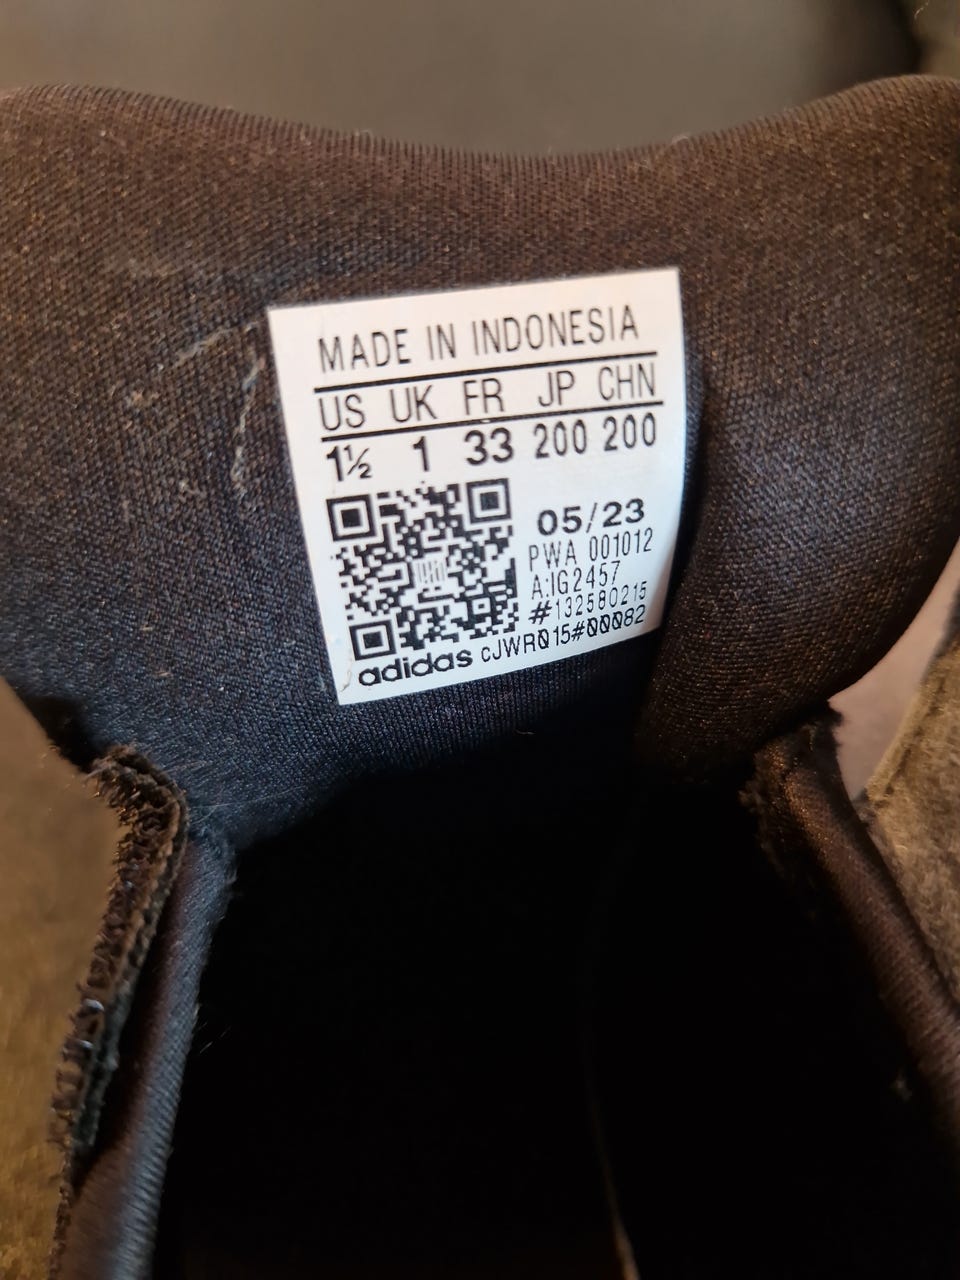 MADE IN INDONESIA
US UK FR JP CHN
1½ 1 33 200 200
05/23
PWA 001012
A:IG2457
#132580215
adidas cJWR015#00082